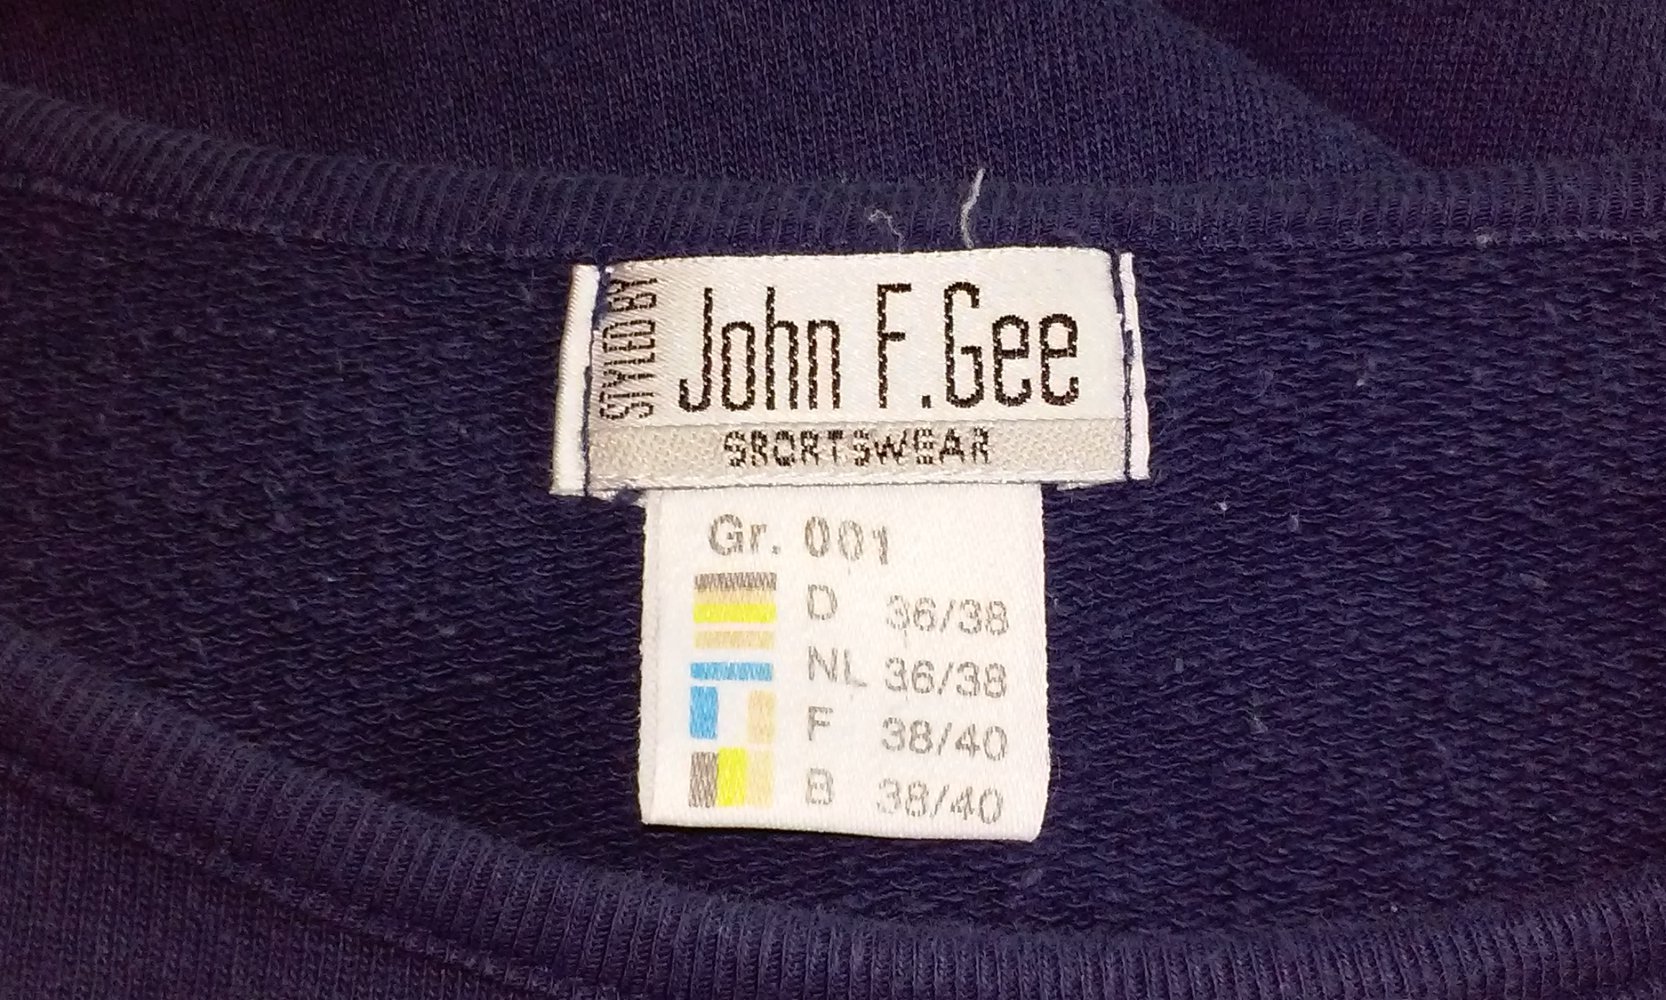 STYLED BY
John F. Gee
SPORTSWEAR
Gr. 001
D 36/38
NL 36/38
F 38/40
B 38/40